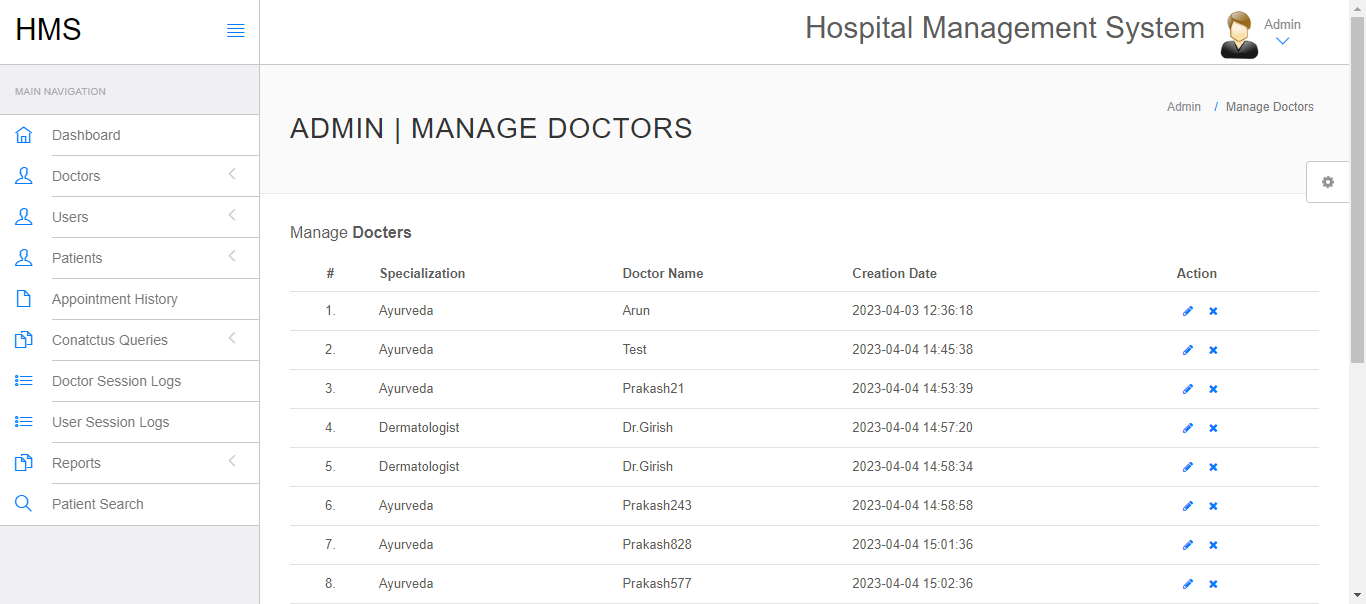 HMS
Hospital Management System
Admin
MAIN NAVIGATION
Dashboard
Doctors
Users
Patients
Appointment History
Conatctus Queries
Doctor Session Logs
User Session Logs
Reports
Patient Search
ADMIN | MANAGE DOCTORS
Admin / Manage Doctors
Manage Docters
# Specialization Doctor Name Creation Date Action
1. Ayurveda Arun 2023-04-03 12:36:18
2. Ayurveda Test 2023-04-04 14:45:38
3. Ayurveda Prakash21 2023-04-04 14:53:39
4. Dermatologist Dr.Girish 2023-04-04 14:57:20
5. Dermatologist Dr.Girish 2023-04-04 14:58:34
6. Ayurveda Prakash243 2023-04-04 14:58:58
7. Ayurveda Prakash828 2023-04-04 15:01:36
8. Ayurveda Prakash577 2023-04-04 15:02:36